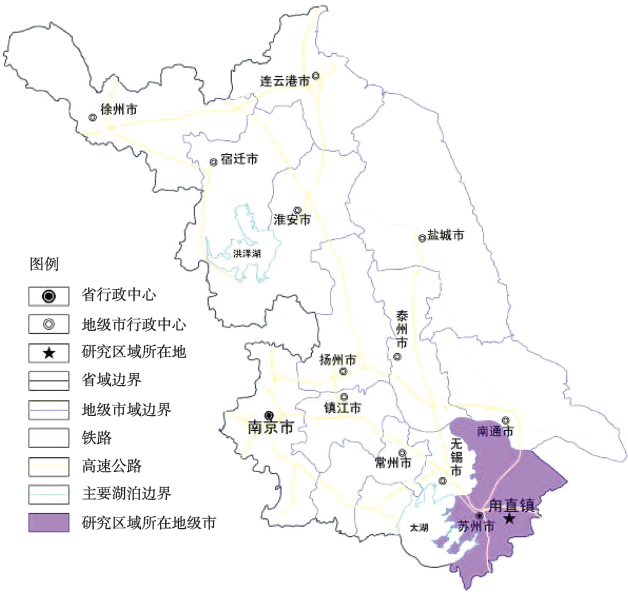 连云港市
徐州市
宿迁市
淮安市
盐城市
洪泽湖
泰州市
扬州市
镇江市
南京市
南通市
无锡市
常州市
甪直镇
苏州市
太湖
图例
省行政中心
地级市行政中心
研究区域所在地
省域边界
地级市域边界
铁路
高速公路
主要湖泊边界
研究区域所在地级市